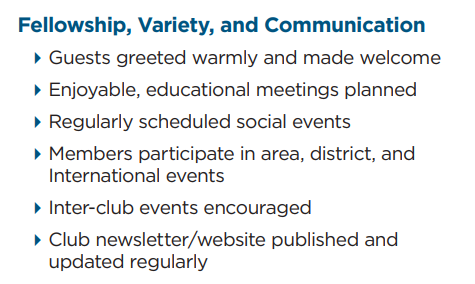 Fellowship, Variety, and Communication
Guests greeted warmly and made welcome
Enjoyable, educational meetings planned
Regularly scheduled social events
Members participate in area, district, and
International events
Inter-club events encouraged
Club newsletter/website published and
updated regularly